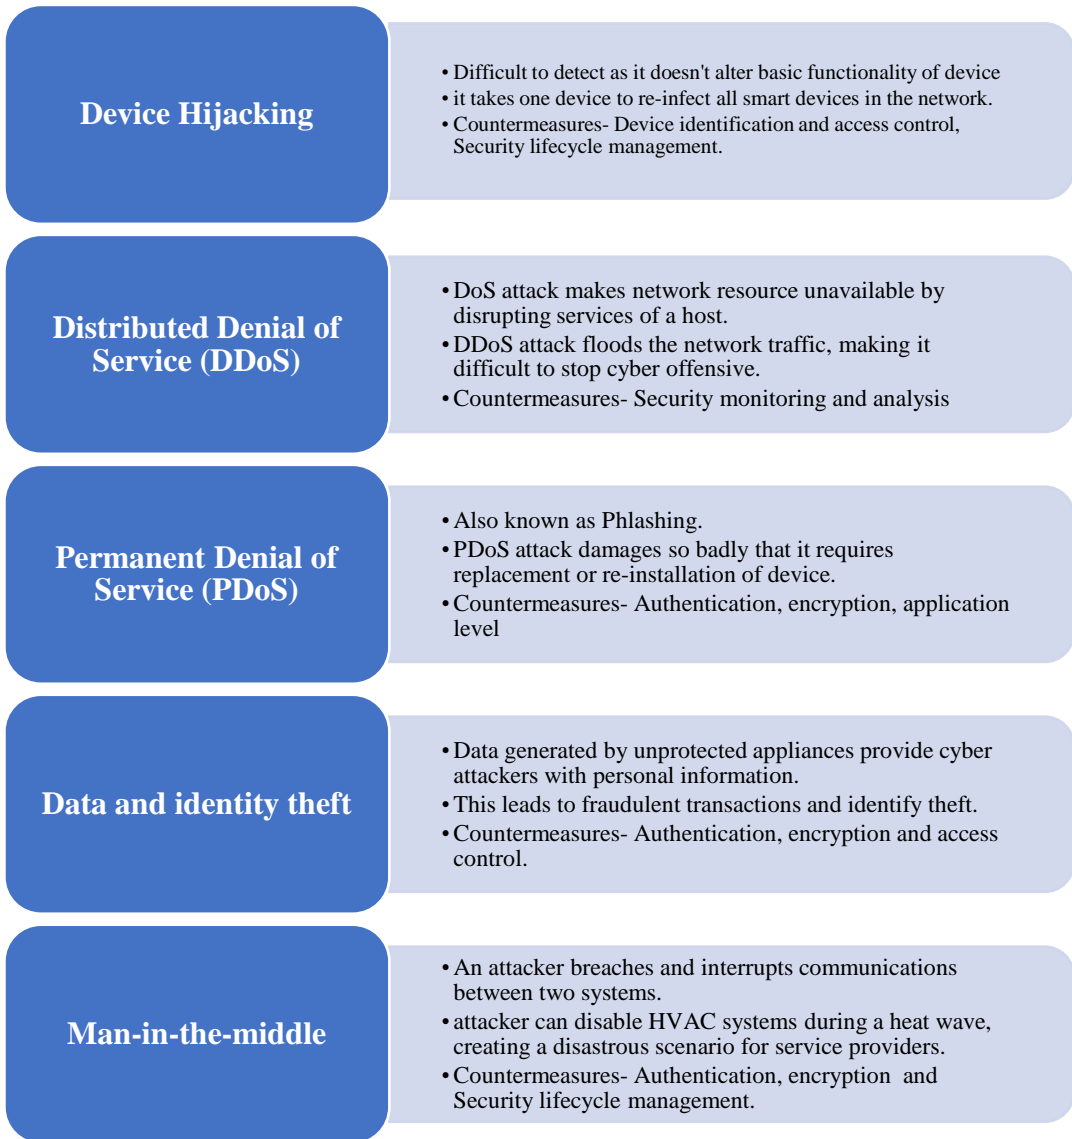 Device Hijacking
• Difficult to detect as it doesn't alter basic functionality of device
• it takes one device to re-infect all smart devices in the network.
• Countermeasures- Device identification and access control,
Security lifecycle management.
Distributed Denial of
Service (DDoS)
• DoS attack makes network resource unavailable by
disrupting services of a host.
• DDoS attack floods the network traffic, making it
difficult to stop cyber offensive.
• Countermeasures- Security monitoring and analysis
Permanent Denial of
Service (PDoS)
• Also known as Phlashing.
• PDoS attack damages so badly that it requires
replacement or re-installation of device.
• Countermeasures- Authentication, encryption, application
level
Data and identity theft
• Data generated by unprotected appliances provide cyber
attackers with personal information.
• This leads to fraudulent transactions and identify theft.
• Countermeasures- Authentication, encryption and access
control.
Man-in-the-middle
• An attacker breaches and interrupts communications
between two systems.
• attacker can disable HVAC systems during a heat wave,
creating a disastrous scenario for service providers.
• Countermeasures- Authentication, encryption  and
Security lifecycle management.